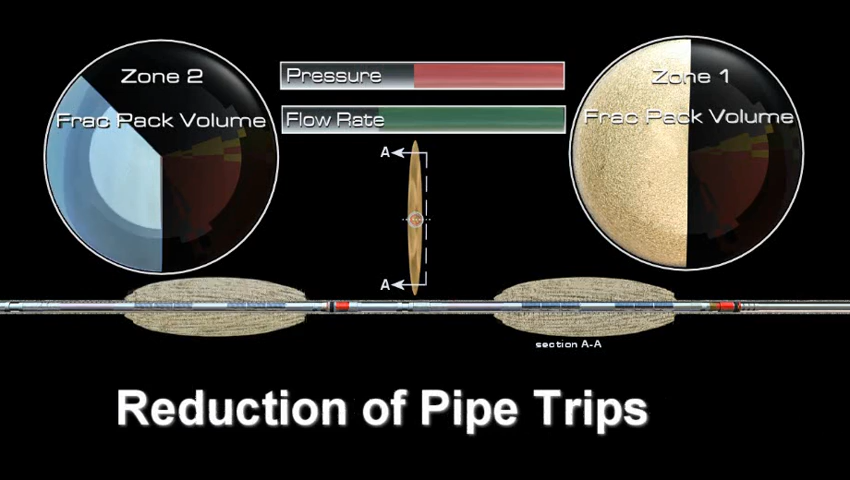 Zone 2
Frac Pack Volume
Pressure
Flow Rate
Zone 1
Frac Pack Volume
A
A
section A-A
Reduction of Pipe Trips